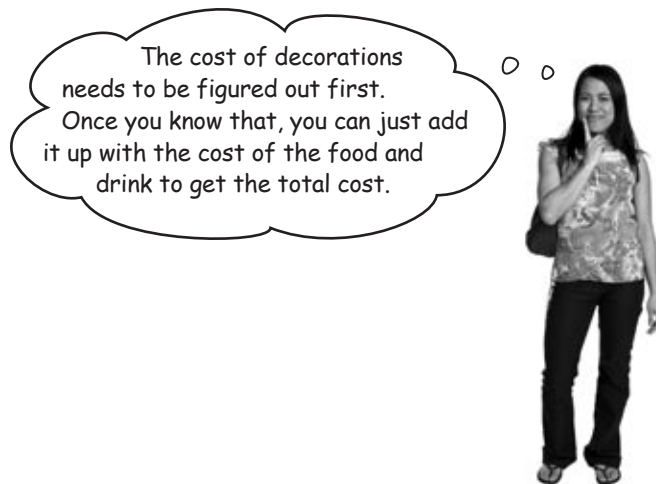 The cost of decorations
needs to be figured out first.
Once you know that, you can just add
it up with the cost of the food and
drink to get the total cost.